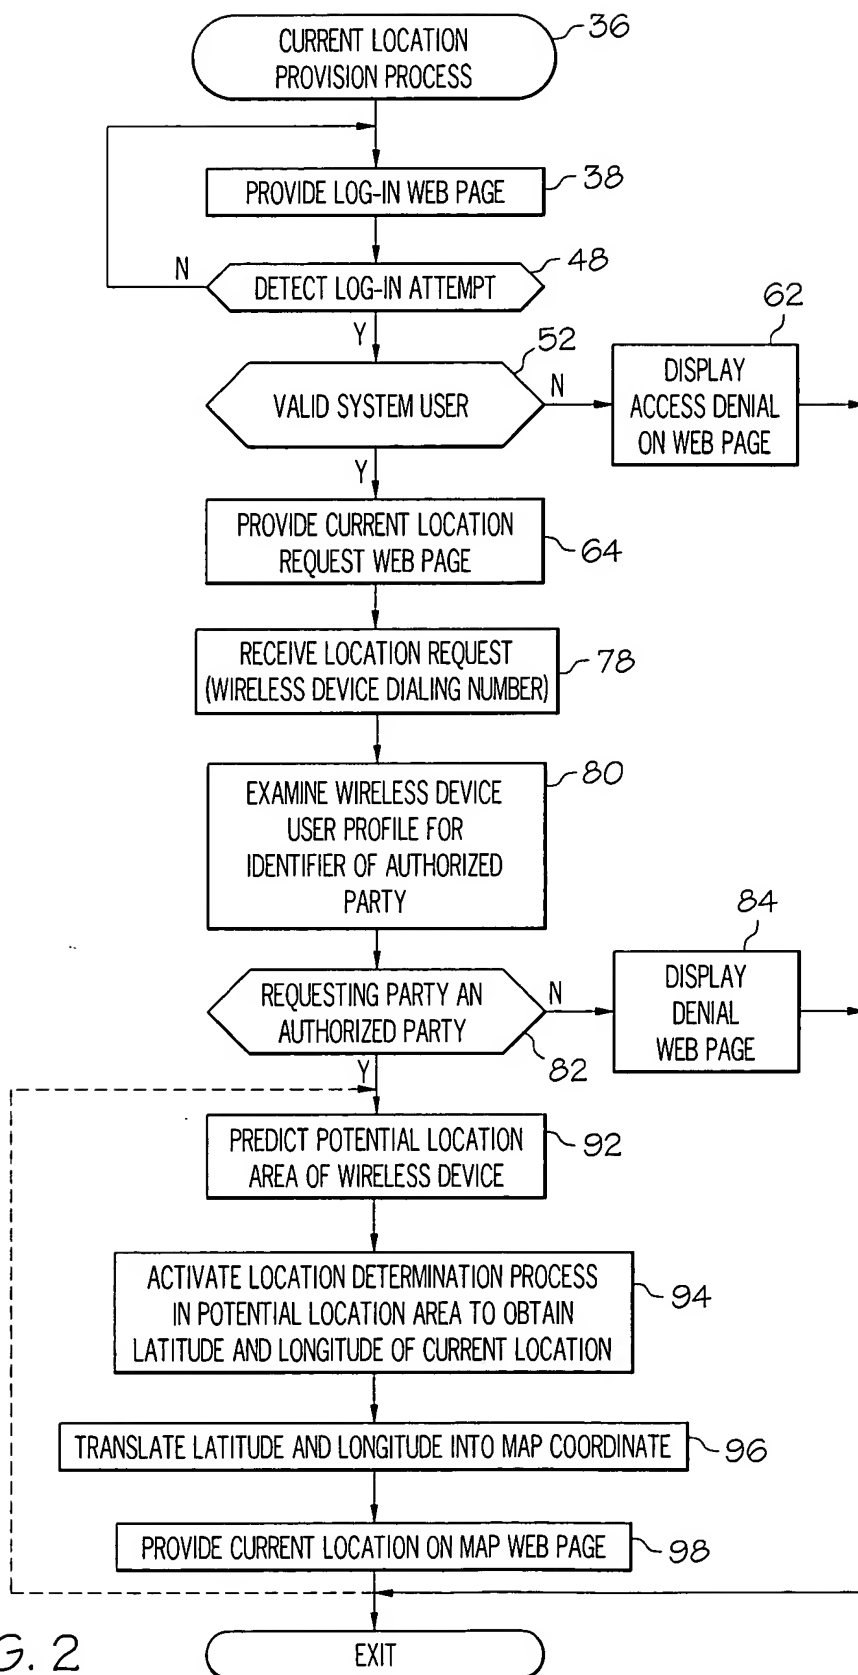 CURRENT LOCATION
PROVISION PROCESS
36
PROVIDE LOG-IN WEB PAGE
38
N
DETECT LOG-IN ATTEMPT
48
Y
52
VALID SYSTEM USER
N
62
DISPLAY
ACCESS DENIAL
ON WEB PAGE
Y
PROVIDE CURRENT LOCATION
REQUEST WEB PAGE
64
RECEIVE LOCATION REQUEST
(WIRELESS DEVICE DIALING NUMBER)
78
80
EXAMINE WIRELESS DEVICE
USER PROFILE FOR
IDENTIFIER OF AUTHORIZED
PARTY
84
REQUESTING PARTY AN
AUTHORIZED PARTY
N
82
DISPLAY
DENIAL
WEB PAGE
Y
PREDICT POTENTIAL LOCATION
AREA OF WIRELESS DEVICE
92
ACTIVATE LOCATION DETERMINATION PROCESS
IN POTENTIAL LOCATION AREA TO OBTAIN
LATITUDE AND LONGITUDE OF CURRENT LOCATION
94
TRANSLATE LATITUDE AND LONGITUDE INTO MAP COORDINATE
96
PROVIDE CURRENT LOCATION ON MAP WEB PAGE
98
EXIT
G. 2